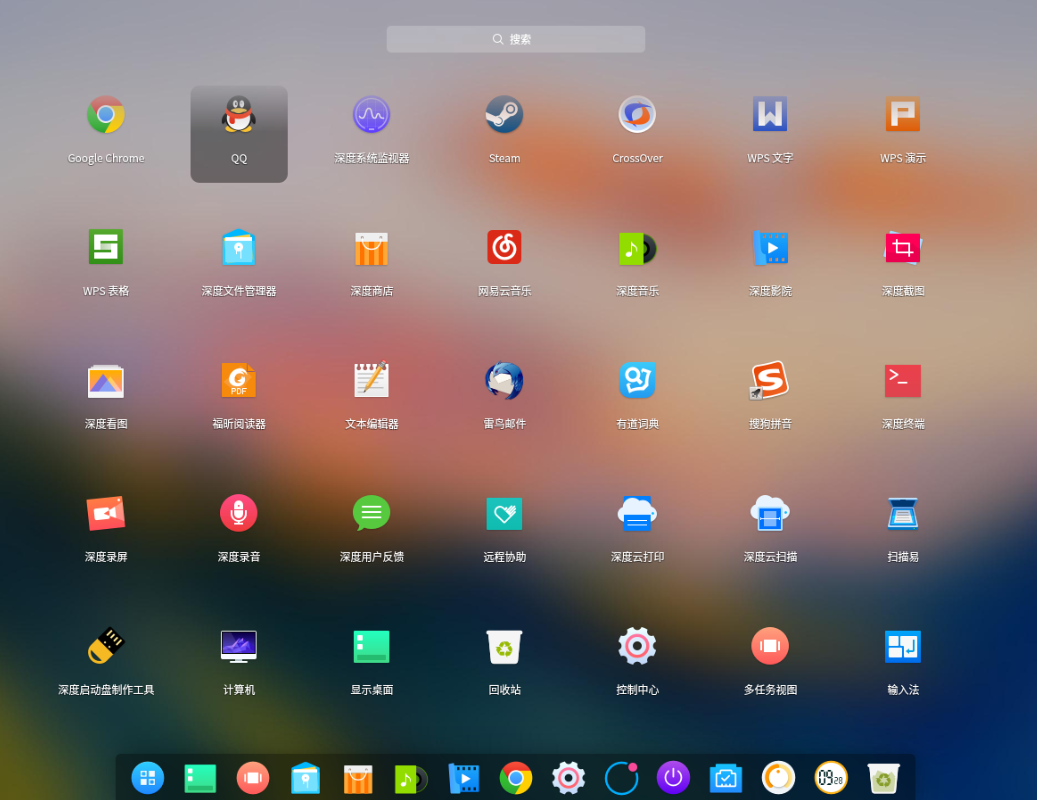 搜索
Google Chrome
QQ
深度系统监视器
Steam
CrossOver
WPS 文字
WPS 演示
WPS 表格
深度文件管理器
深度商店
网易云音乐
深度音乐
深度影院
深度截图
深度看图
PDF
福昕阅读器
文本编辑器
雷鸟邮件
有道词典
搜狗拼音
深度终端
深度录屏
深度录音
深度用户反馈
远程协助
深度云打印
深度云扫描
扫描易
深度启动盘制作工具
计算机
显示桌面
回收站
控制中心
多任务视图
输入法
09 28